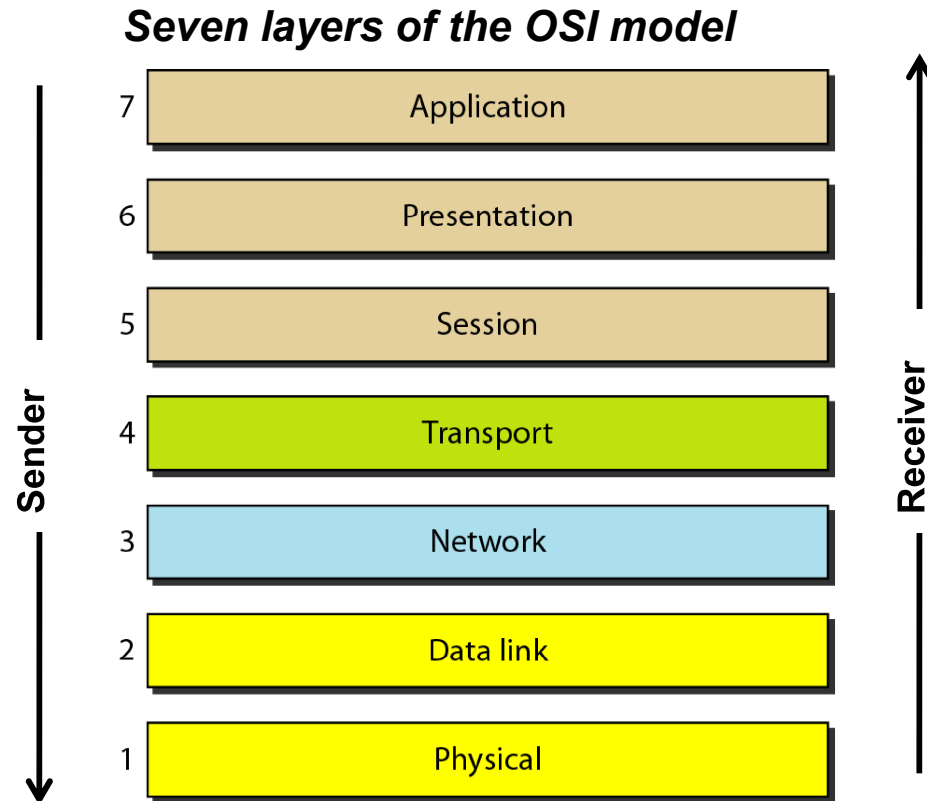 Seven layers of the OSI model
7 Application
6 Presentation
5 Session
4 Transport
3 Network
2 Data link
1 Physical
Sender
Receiver